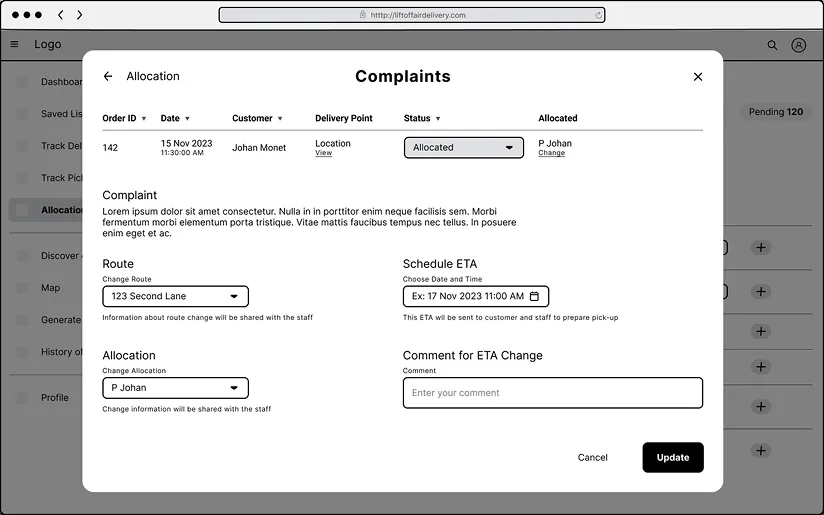 htttp://liftoffairdelivery.com
Logo
Dashboar
Saved Lis
Track Del
Track Pick
Allocation
Discover
Map
Generate
History of
Profile
Pending 120
Allocation
Complaints
Order ID Date Customer Delivery Point Status Allocated
142
15 Nov 2023
11:30:00 AM
Johan Monet
Location
View
Allocated
P Johan
Change
Complaint
Lorem ipsum dolor sit amet consectetur. Nulla in in porttitor enim neque facilisis sem. Morbi
fermentum morbi elementum porta tristique. Vitae mattis faucibus tempus nec tellus. In posuere
enim eget et ac.
Route
Change Route
123 Second Lane
Information about route change will be shared with the staff
Schedule ETA
Choose Date and Time
Ex: 17 Nov 2023 11:00 AM
This ETA wll be sent to customer and staff to prepare pick-up
Allocation
Change Allocation
P Johan
Change information will be shared with the staff
Comment for ETA Change
Comment
Enter your comment
Cancel
Update